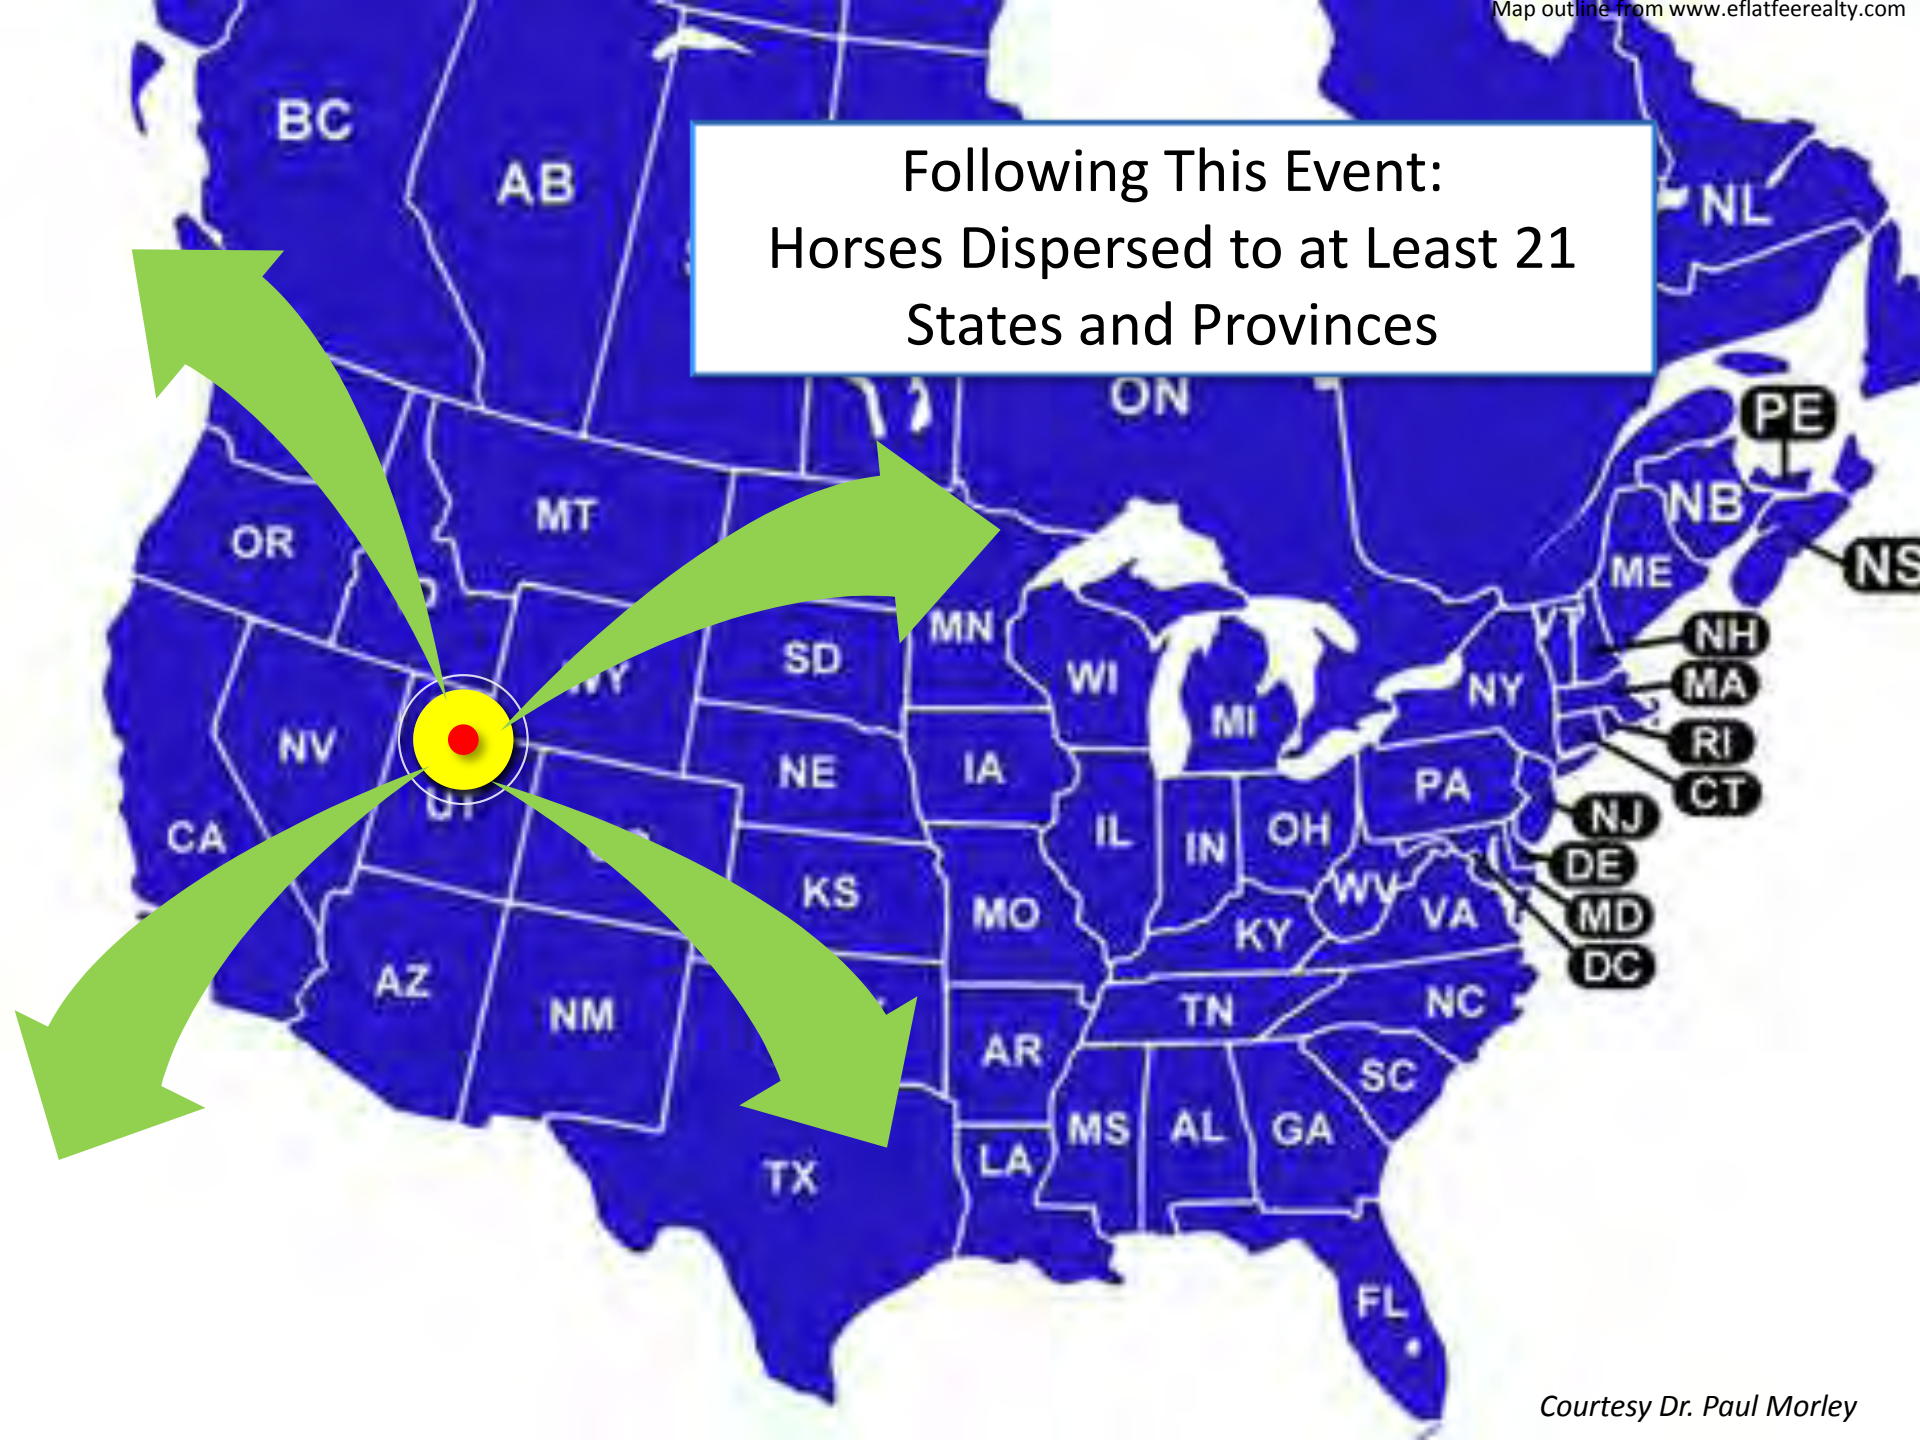 Map outline from www.eflatfeerealty.com
BC
AB
Following This Event:
Horses Dispersed to at Least 21
States and Provinces
NL
ON
PE
NB
NS
MT
OR
ME
MN
VT
NH
SD
WI
NY
MA
WY
MI
RI
NV
NE
IA
PA
CT
UT
NJ
CA
IL
IN
OH
DE
KS
WV
MO
VA
MD
KY
DC
AZ
NM
TN
NC
AR
SC
MS
AL
GA
LA
TX
FL
Courtesy Dr. Paul Morley